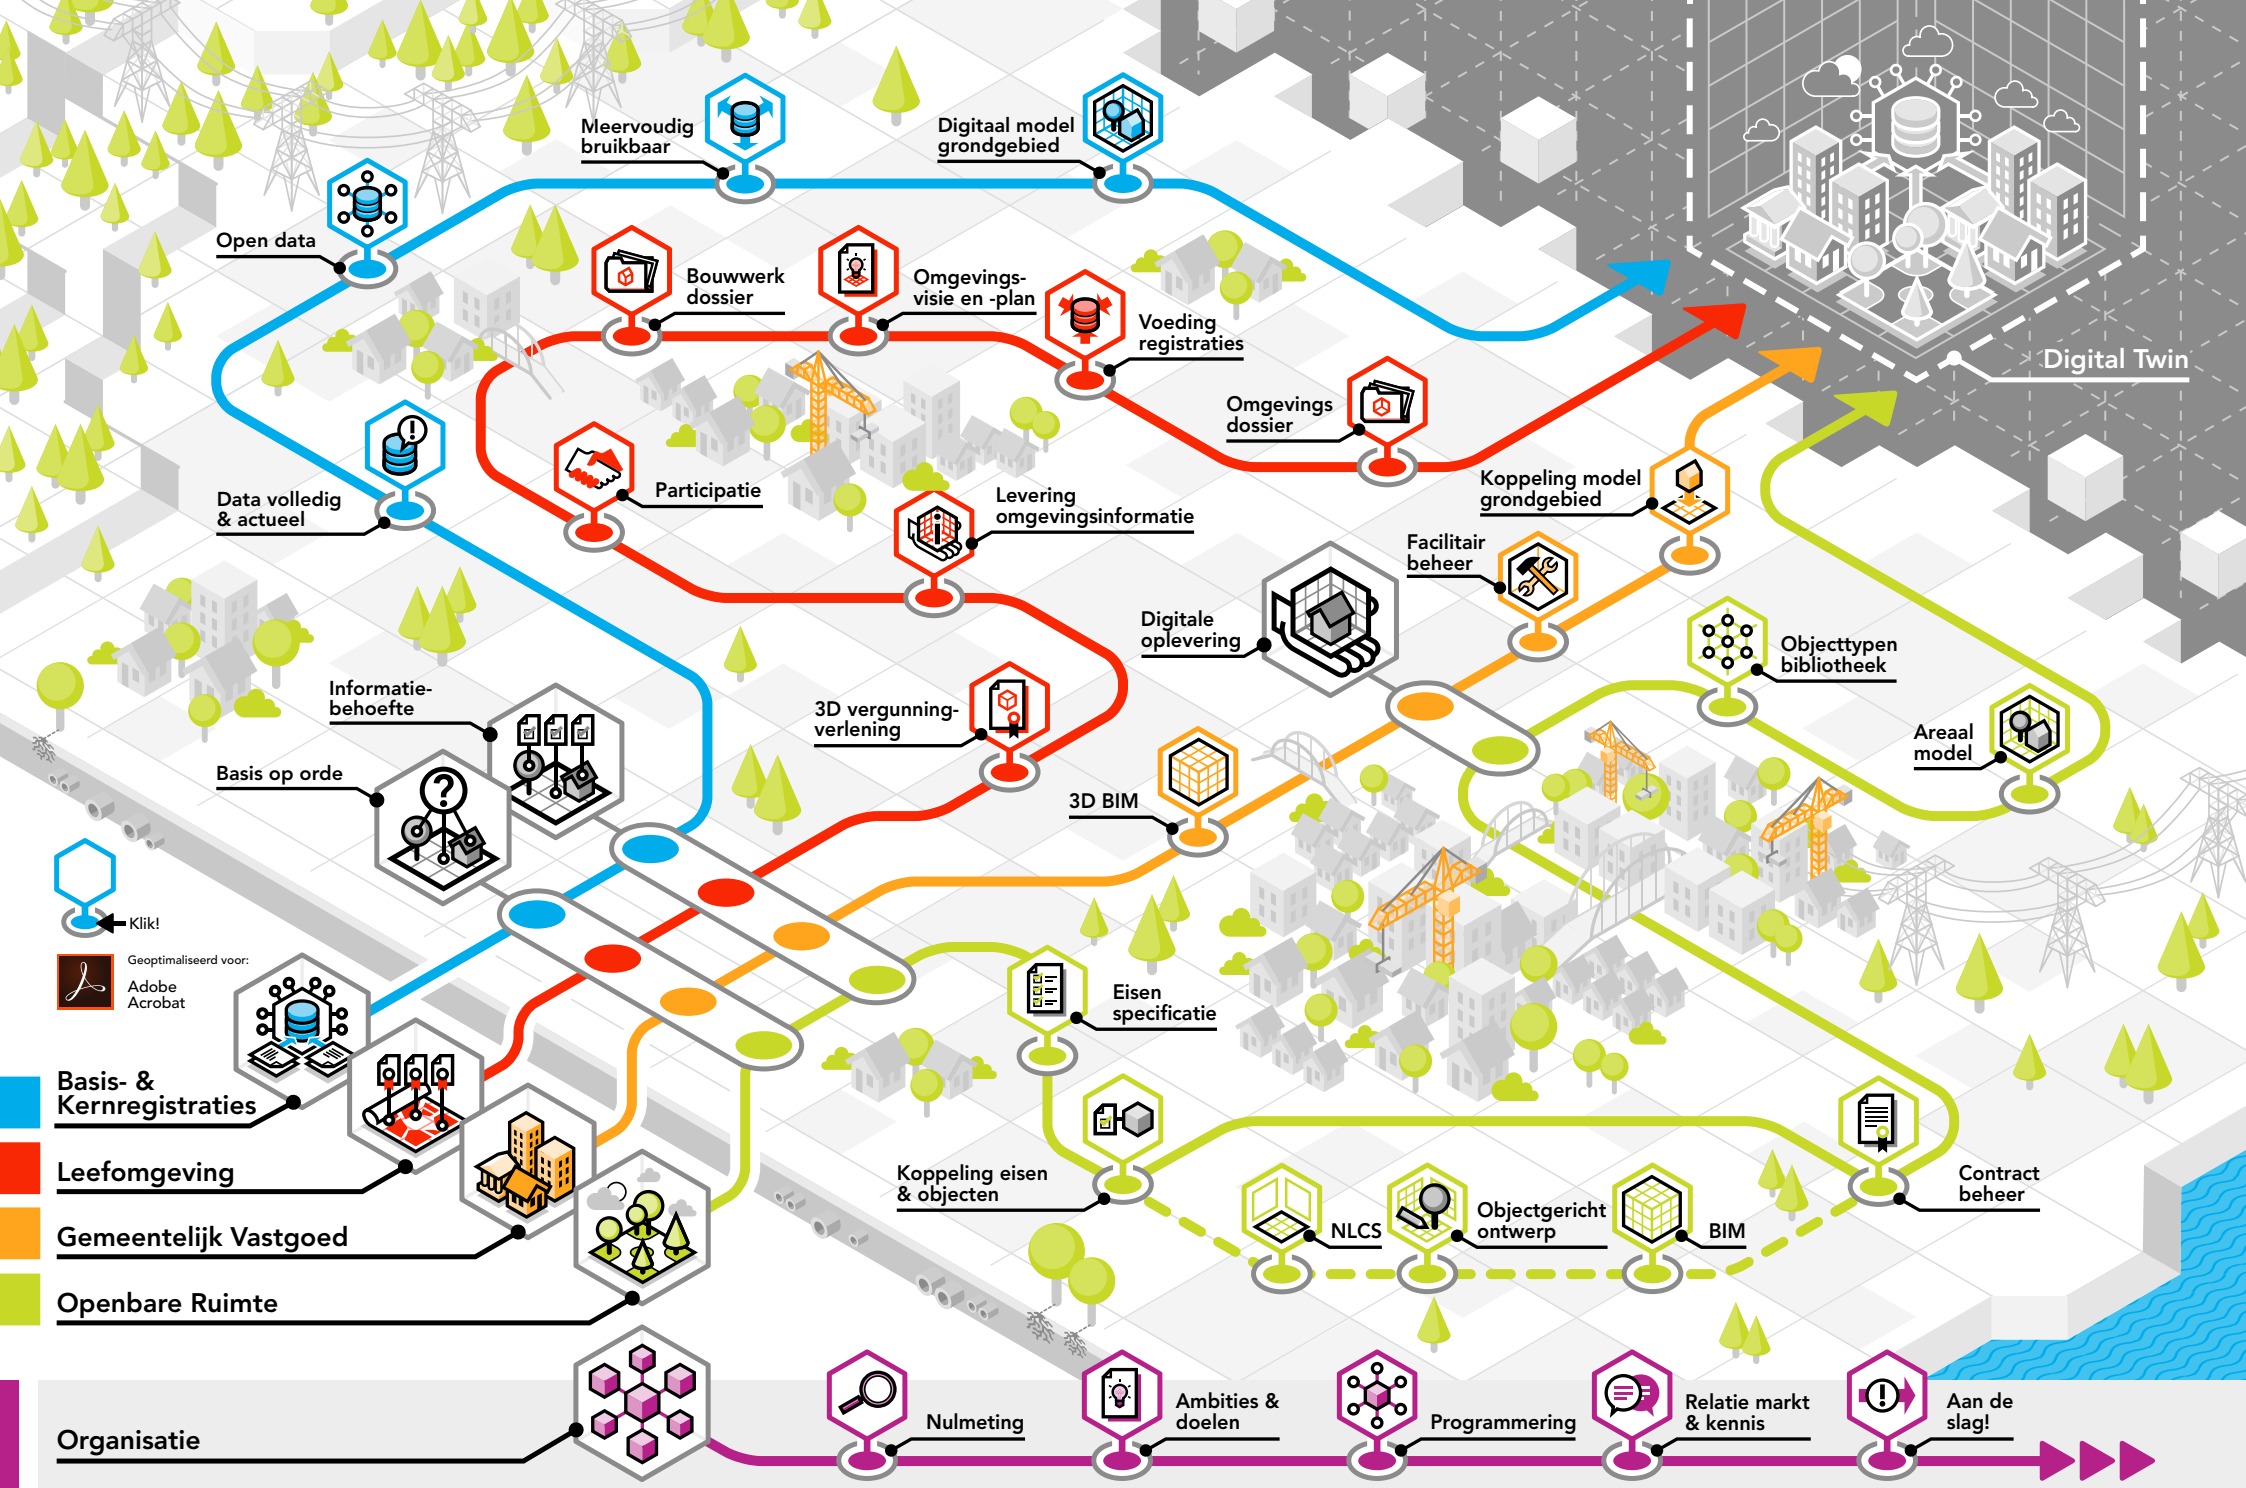 Meervoudig
bruikbaar
Digitaal model
grondgebied
Open data
Bouwwerk
dossier
Omgevings-
visie en -plan
Voeding
registraties
Digital Twin
Omgevings
dossier
Data volledig
& actueel
Participatie
Levering
omgevingsinformatie
Koppeling model
grondgebied
Facilitair
beheer
Digitale
oplevering
Objecttypen
bibliotheek
Informatie-
behoefte
3D vergunning-
verlening
Areaal
model
Basis op orde
3D BIM
Klik!
Geoptimaliseerd voor:
Adobe
Acrobat
Eisen
specificatie
Basis- &
Kernregistraties
Leefomgeving
Koppeling eisen
& objecten
Contract
beheer
NLCS
Objectgericht
ontwerp
BIM
Gemeentelijk Vastgoed
Openbare Ruimte
Organisatie
Nulmeting
Ambities &
doelen
Programmering
Relatie markt
& kennis
Aan de
slag!